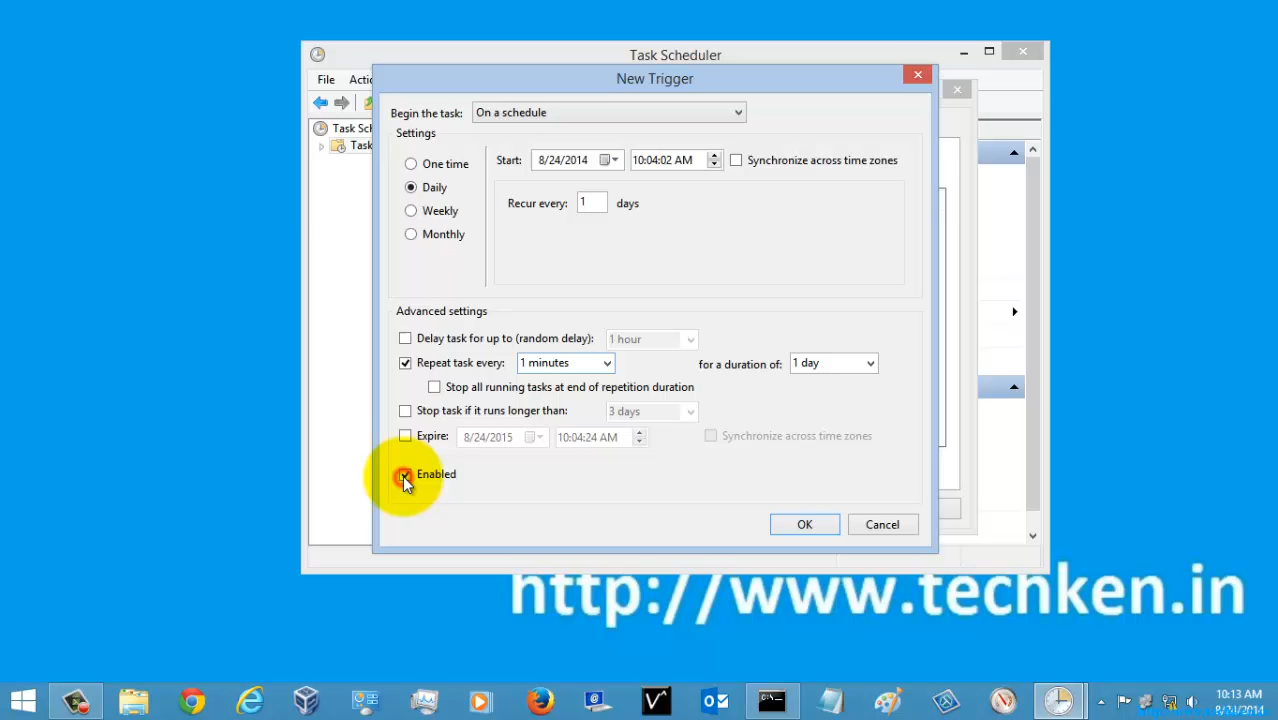 Task Scheduler
File Actic
New Trigger
Begin the task: On a schedule
Settings
Task Sch
Task
One time
Daily
Weekly
Monthly
Start: 8/24/2014 10:04:02 AM Synchronize across time zones
Recur every: 1 days
Advanced settings
Delay task for up to (random delay): 1 hour
Repeat task every: 1 minutes for a duration of: 1 day
Stop all running tasks at end of repetition duration
Stop task if it runs longer than: 3 days
Expire: 8/24/2015 10:04:24 AM Synchronize across time zones
Enabled
OK Cancel
http://www.techken.in
10:13 AM
8/24/2014